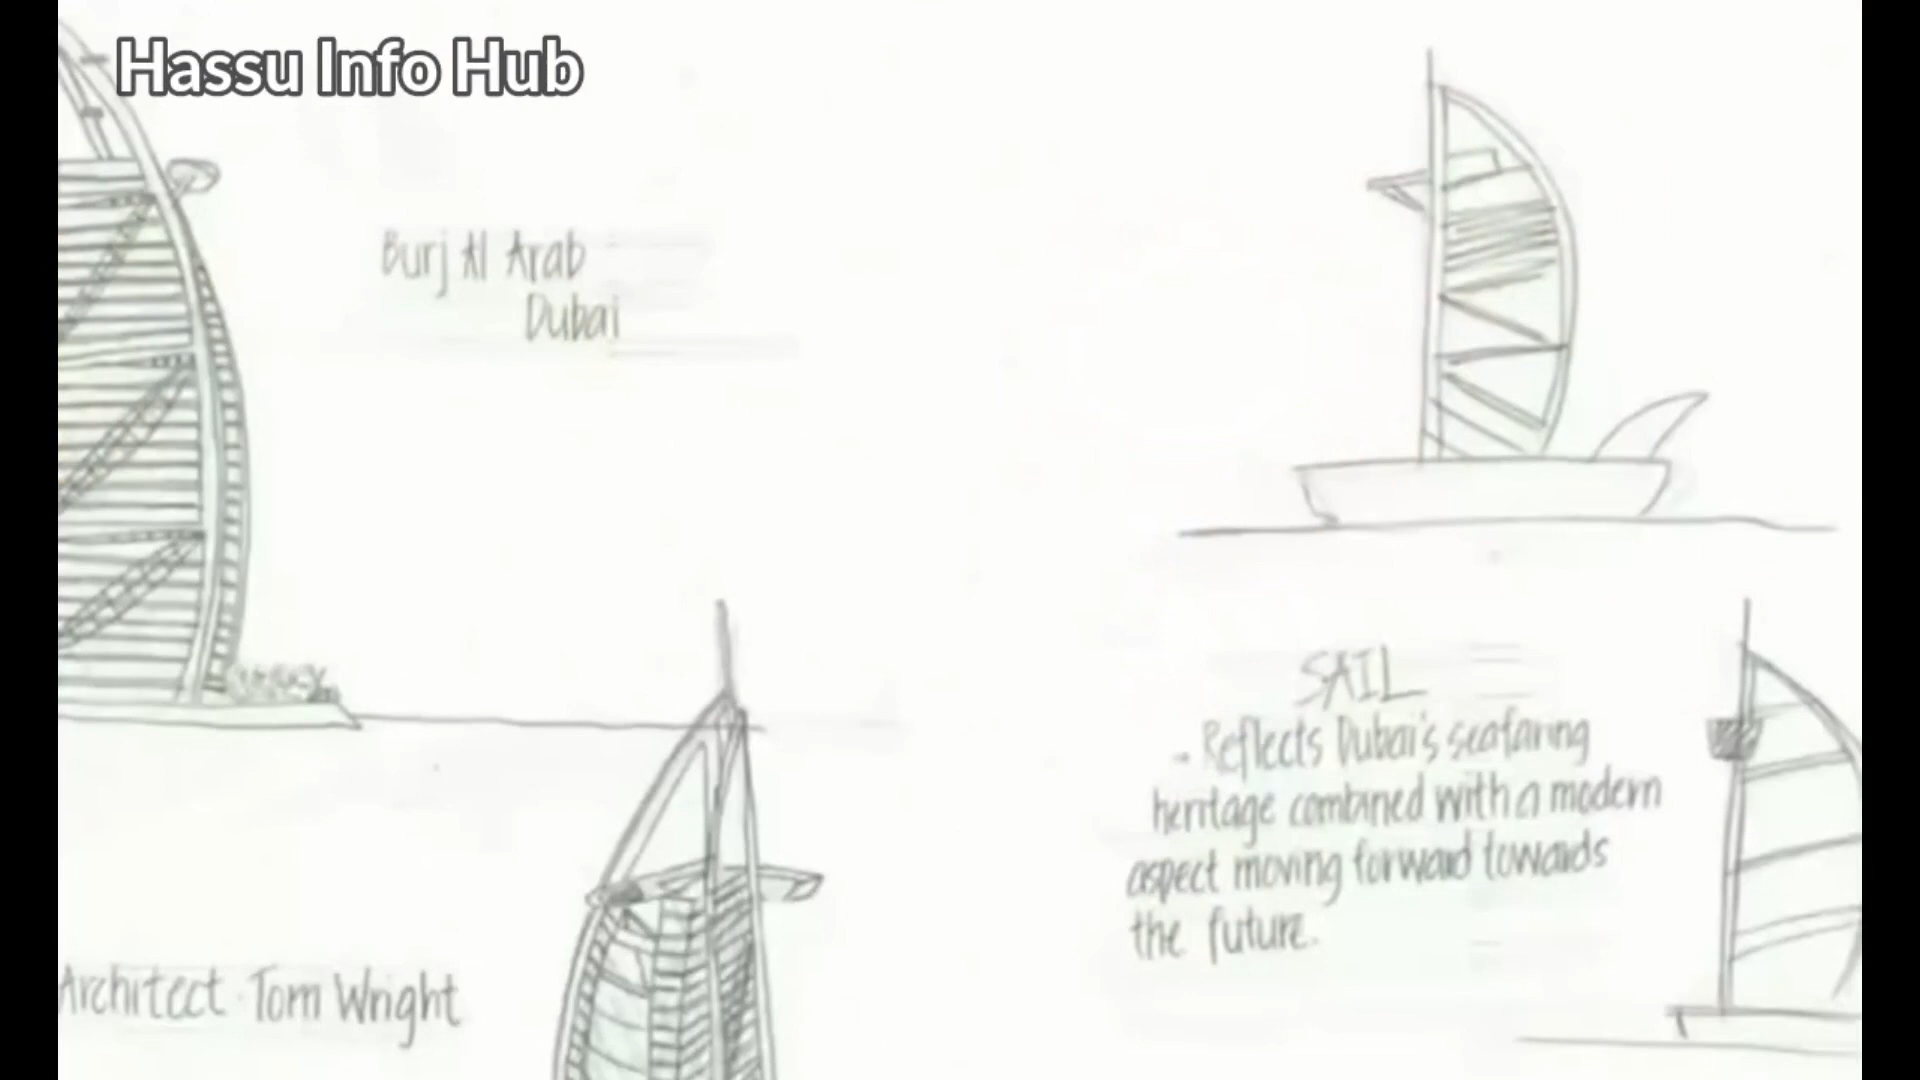 Hassu Info Hub
Burj Al Arab
Dubai
SAIL
- Reflects Dubai's seafaring
heritage combined with a modern
aspect moving forward towards
the future.
Architect - Tom Wright